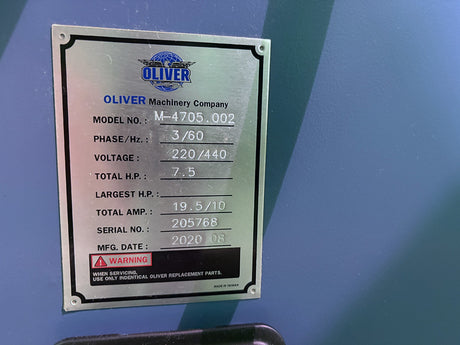 OLIVER
OLIVER Machinery Company
MODEL NO. : M-4705.002
PHASE/Hz. : 3/60
VOLTAGE : 220/440
TOTAL H.P. : 7.5
LARGEST H.P. :
TOTAL AMP. : 19.5/10
SERIAL NO. : 205768
MFG. DATE : 2020 08
WARNING
WHEN SERVICING,
USE ONLY INDENTICAL OLIVER REPLACEMENT PARTS.
MADE IN TAIWAN